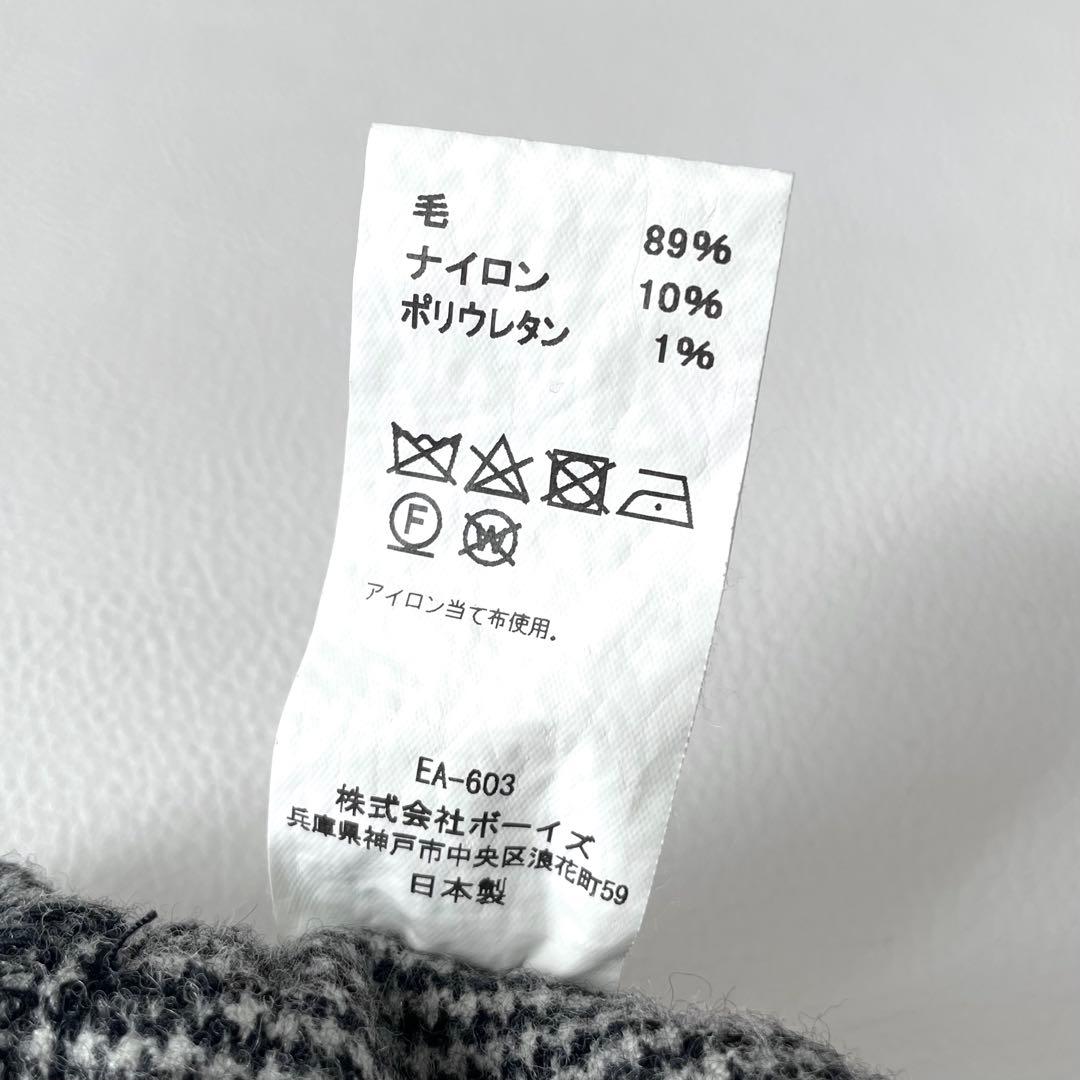 毛 89%
ナイロン 10%
ポリウレタン 1%
F W
アイロン当て布使用.
EA-603
株式会社ボーイズ
兵庫県神戸市中央区浪花町59
日本製